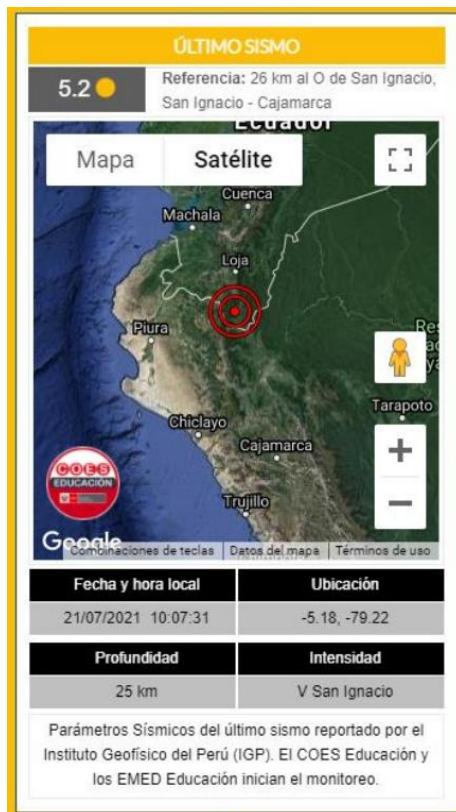 ÚLTIMO SISMO
5.2
Referencia: 26 km al O de San Ignacio,
San Ignacio - Cajamarca
Ecuador
Mapa
Satélite
Cuenca
Machala
Loja
Piura
Tarapoto
Chiclayo
Cajamarca
COES
EDUCACIÓN
Trujillo
Google
Combinaciones de teclas
Datos del mapa
Términos de uso
Fecha y hora local
Ubicación
21/07/2021 10:07:31
-5.18, -79.22
Profundidad
Intensidad
25 km
V San Ignacio
Parámetros Sísmicos del último sismo reportado por el
Instituto Geofísico del Perú (IGP). El COES Educación y
los EMED Educación inician el monitoreo.